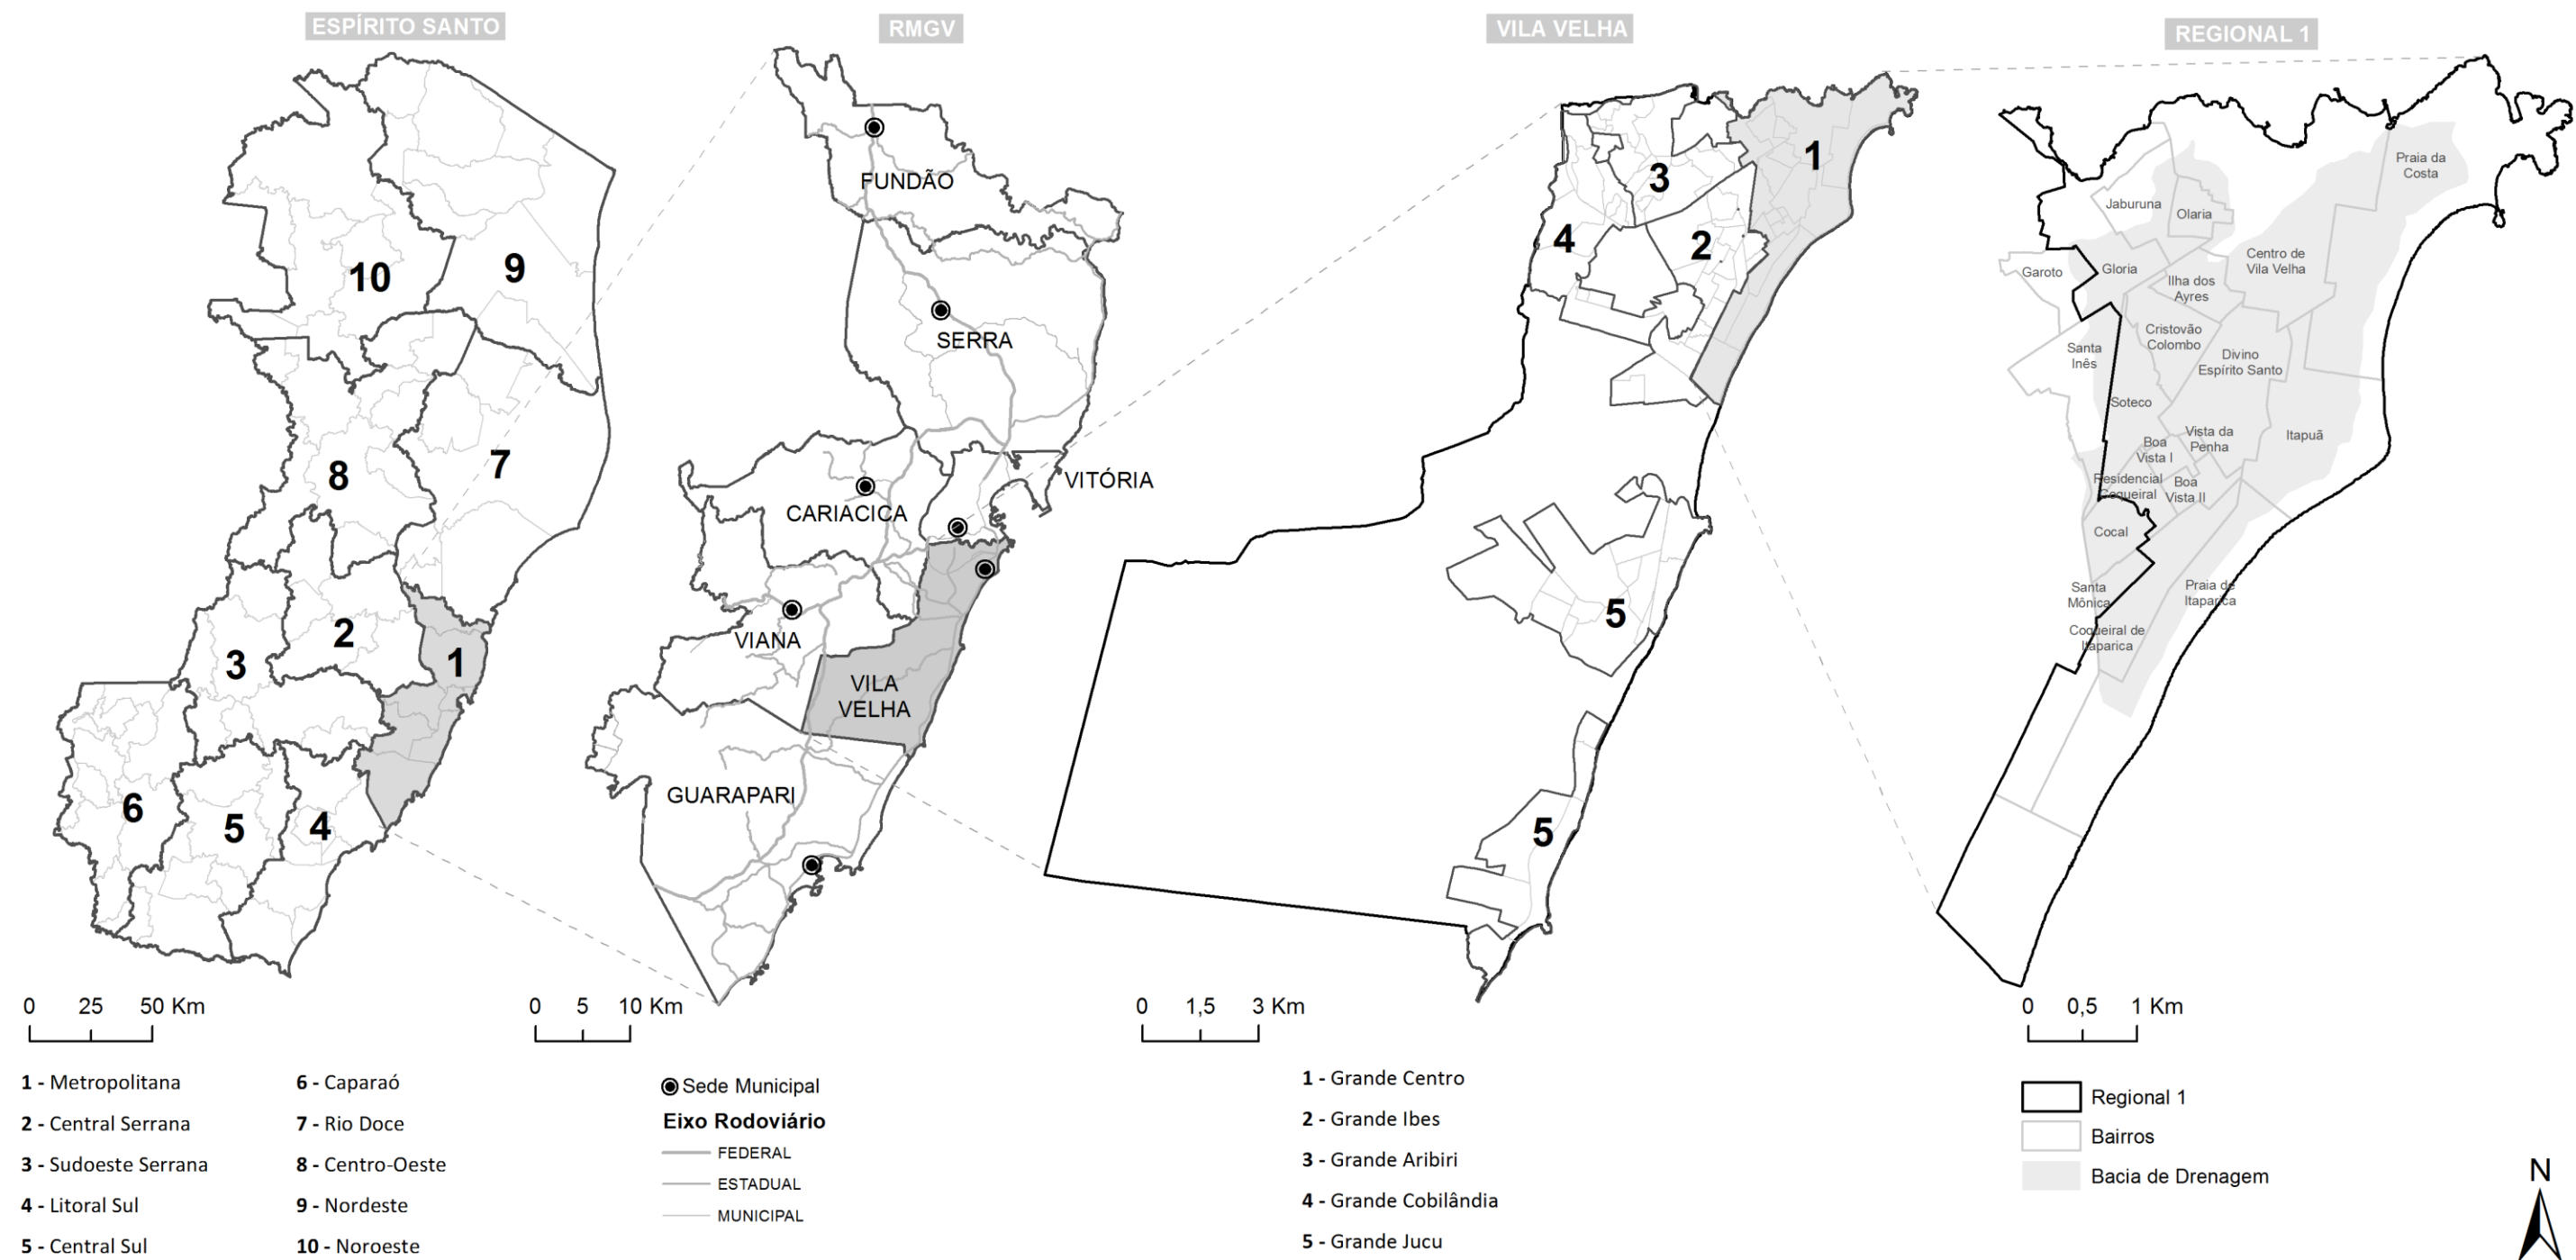 ESPÍRITO SANTO
10
9
8
7
2
3
1
6
5
4
0 25 50 Km
1 - Metropolitana
2 - Central Serrana
3 - Sudoeste Serrana
4 - Litoral Sul
5 - Central Sul
6 - Caparaó
7 - Rio Doce
8 - Centro-Oeste
9 - Nordeste
10 - Noroeste
RMGV
FUNDÃO
SERRA
VITÓRIA
CARIACICA
VIANA
VILA
VELHA
GUARAPARI
0 5 10 Km
Sede Municipal
Eixo Rodoviário
FEDERAL
ESTADUAL
MUNICIPAL
VILA VELHA
1
3
4
2
5
5
0 1,5 3 Km
1 - Grande Centro
2 - Grande Ibes
3 - Grande Aribiri
4 - Grande Cobilândia
5 - Grande Jucu
REGIONAL 1
Praia da
Costa
Jaburuna
Olaria
Centro de
Vila Velha
Garoto
Gloria
Ilha dos
Ayres
Cristovão
Colombo
Santa
Inês
Divino
Espírito Santo
Soteco
Vista da
Penha
Itapuã
Boa
Vista I
Residencial
Coqueiral
Boa
Vista II
Cocal
Santa
Mônica
Praia de
Itaparica
Coqueiral de
Itaparica
0 0,5 1 Km
Regional 1
Bairros
Bacia de Drenagem
N